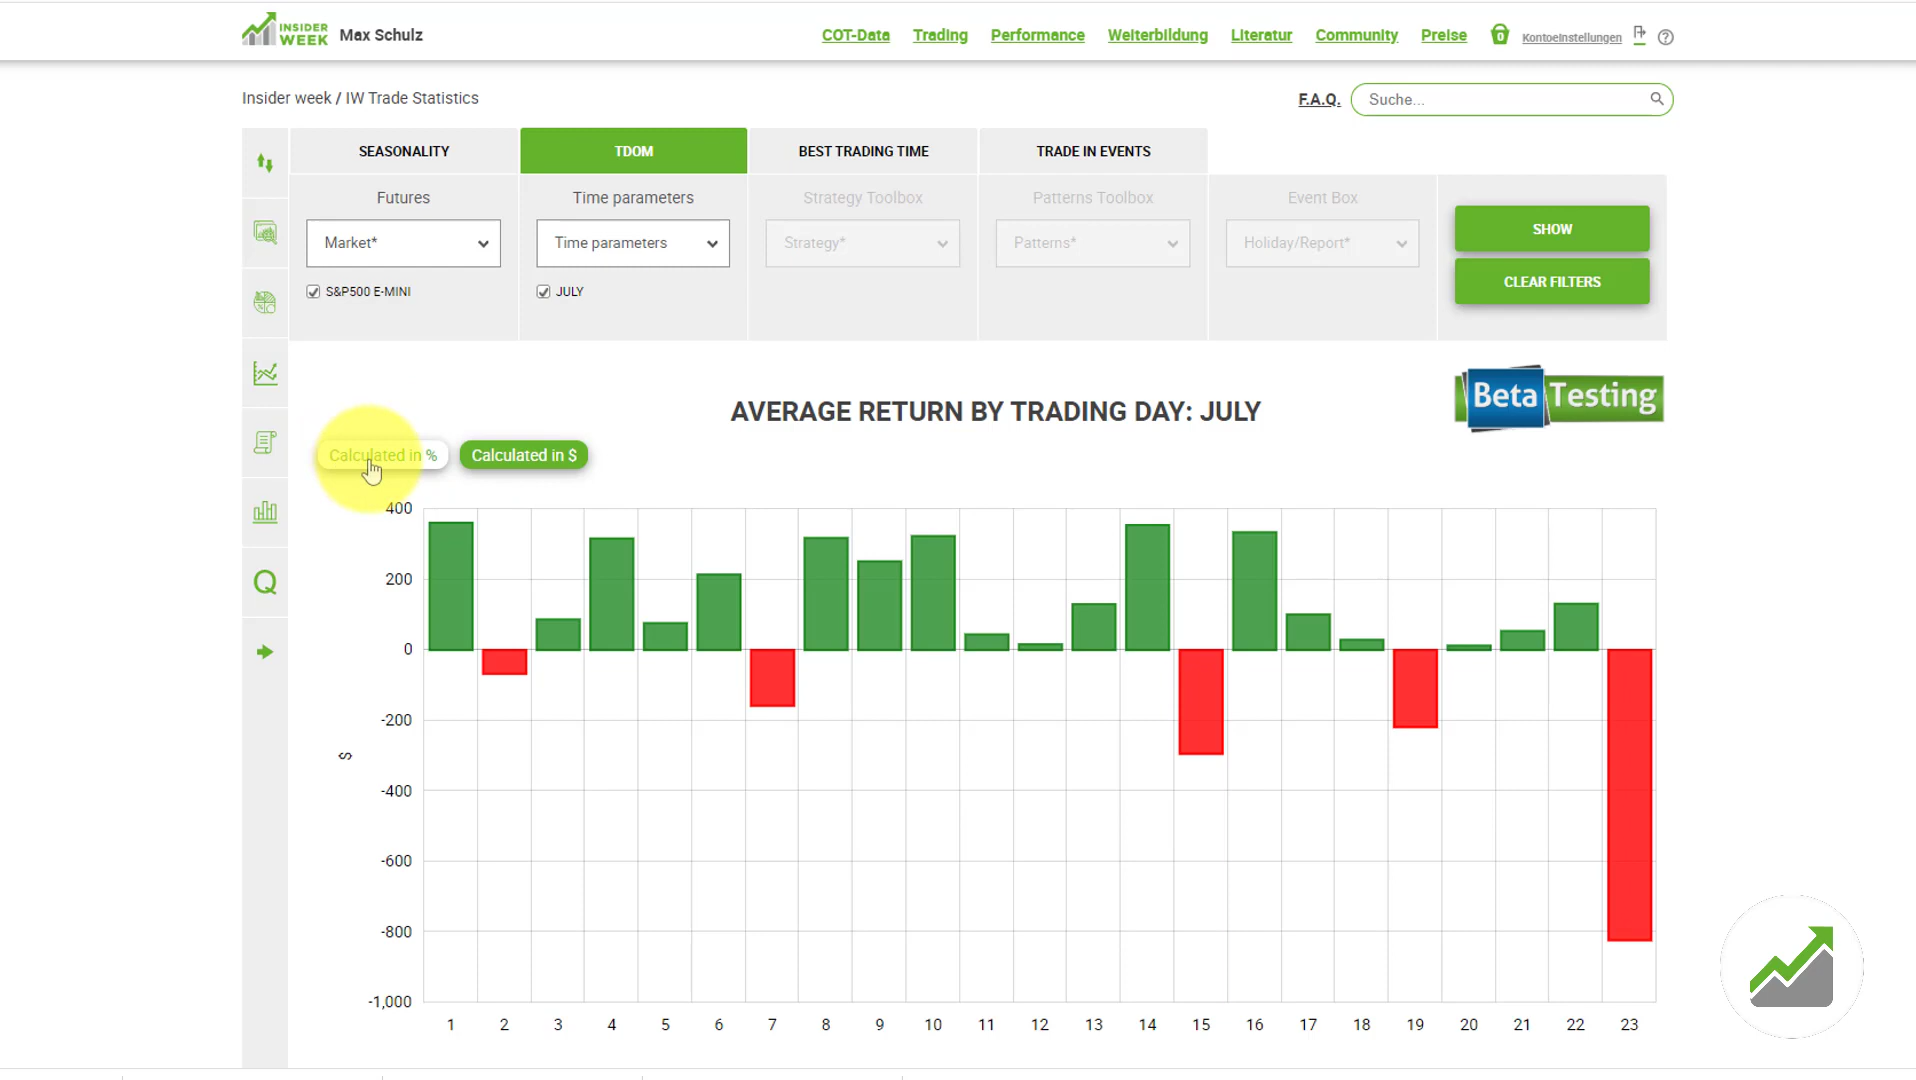 INSIDER
WEEK
Max Schulz
COT-Data Trading Performance Weiterbildung Literatur Community Preise 0 Kontoeinstellungen ?
Insider week / IW Trade Statistics
F.A.Q. Suche...
SEASONALITY TDOM BEST TRADING TIME TRADE IN EVENTS
Futures Time parameters Strategy Toolbox Patterns Toolbox Event Box
Market* Time parameters Strategy* Patterns* Holiday/Report*
SHOW
CLEAR FILTERS
S&P500 E-MINI JULY
Beta Testing
AVERAGE RETURN BY TRADING DAY: JULY
Calculated in % Calculated in $
400
200
0
-200
$
-400
-600
-800
-1,000
1 2 3 4 5 6 7 8 9 10 11 12 13 14 15 16 17 18 19 20 21 22 23
Q